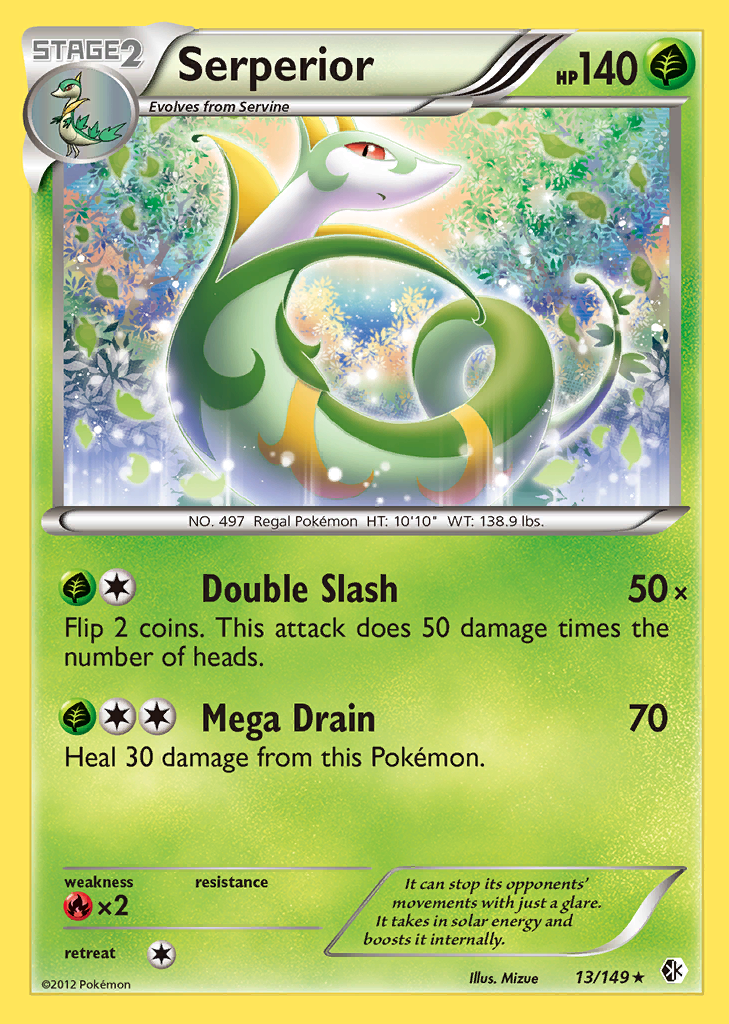 STAGE2
Serperior
HP140
Evolves from Servine
NO. 497 Regal Pokémon HT: 10'10" WT: 138.9 lbs.
Double Slash 50×
Flip 2 coins. This attack does 50 damage times the
number of heads.
Mega Drain 70
Heal 30 damage from this Pokémon.
weakness resistance
×2
retreat
It can stop its opponents'
movements with just a glare.
It takes in solar energy and
boosts it internally.
©2012 Pokémon
Illus. Mizue 13/149★